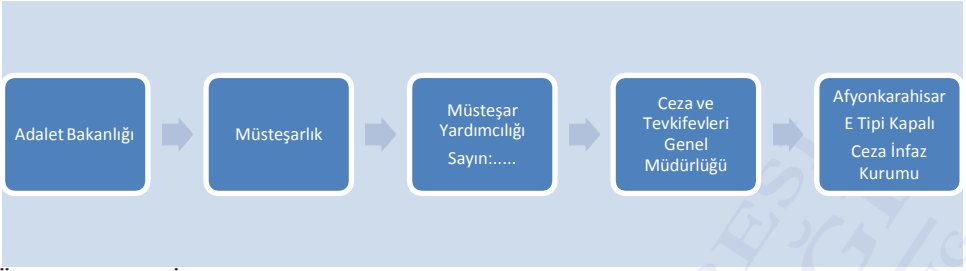 Adalet Bakanlığı
Müsteşarlık
Müsteşar
Yardımcılığı
Sayın:.....
Ceza ve
Tevkifevleri
Genel
Müdürlüğü
Afyonkarahisar
E Tipi Kapalı
Ceza İnfaz
Kurumu